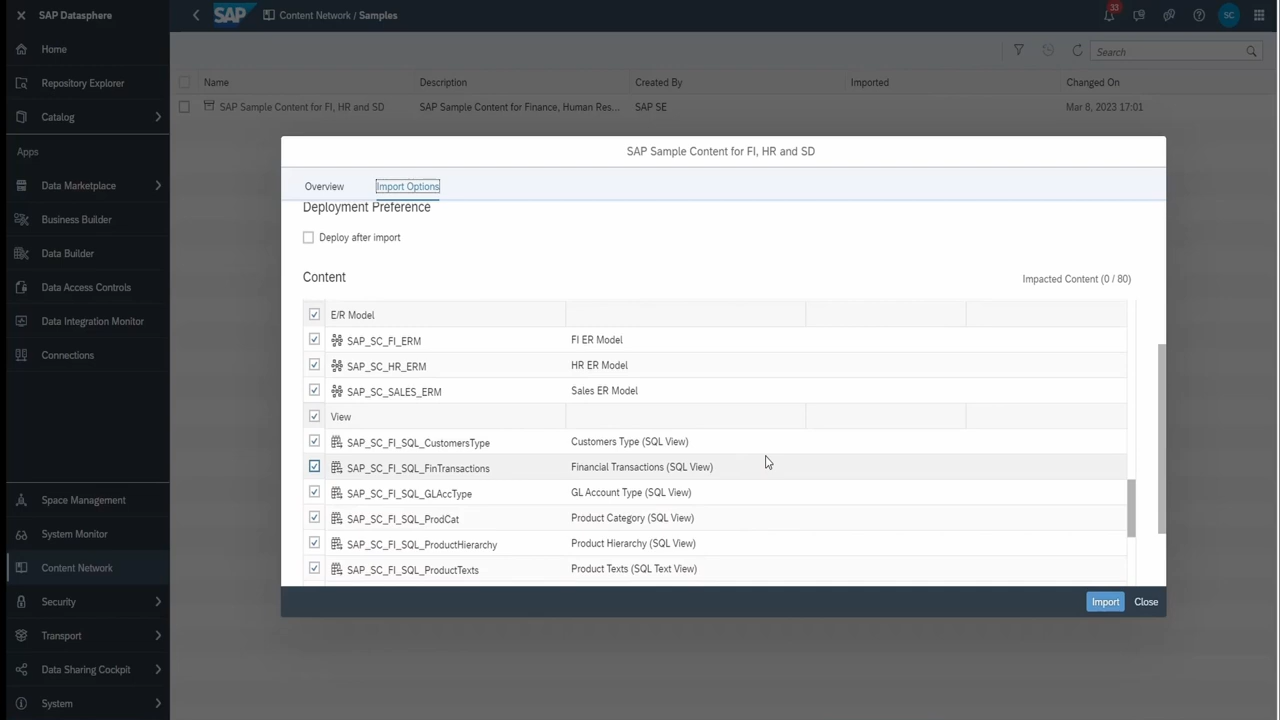 SAP Datasphere
SAP
Content Network / Samples
33
SC
Home
Repository Explorer
Catalog
Apps
Data Marketplace
Business Builder
Data Builder
Data Access Controls
Data Integration Monitor
Connections
Space Management
System Monitor
Content Network
Security
Transport
Data Sharing Cockpit
System
Search
Name Description Created By Imported Changed On
SAP Sample Content for FI, HR and SD SAP Sample Content for Finance, Human Res... SAP SE Mar 8, 2023 17:01
SAP Sample Content for FI, HR and SD
Overview Import Options
Deployment Preference
Deploy after import
Content Impacted Content (0 / 80)
E/R Model
SAP_SC_FI_ERM FI ER Model
SAP_SC_HR_ERM HR ER Model
SAP_SC_SALES_ERM Sales ER Model
View
SAP_SC_FI_SQL_CustomersType Customers Type (SQL View)
SAP_SC_FI_SQL_FinTransactions Financial Transactions (SQL View)
SAP_SC_FI_SQL_GLAccType GL Account Type (SQL View)
SAP_SC_FI_SQL_ProdCat Product Category (SQL View)
SAP_SC_FI_SQL_ProductHierarchy Product Hierarchy (SQL View)
SAP_SC_FI_SQL_ProductTexts Product Texts (SQL Text View)
Import Close